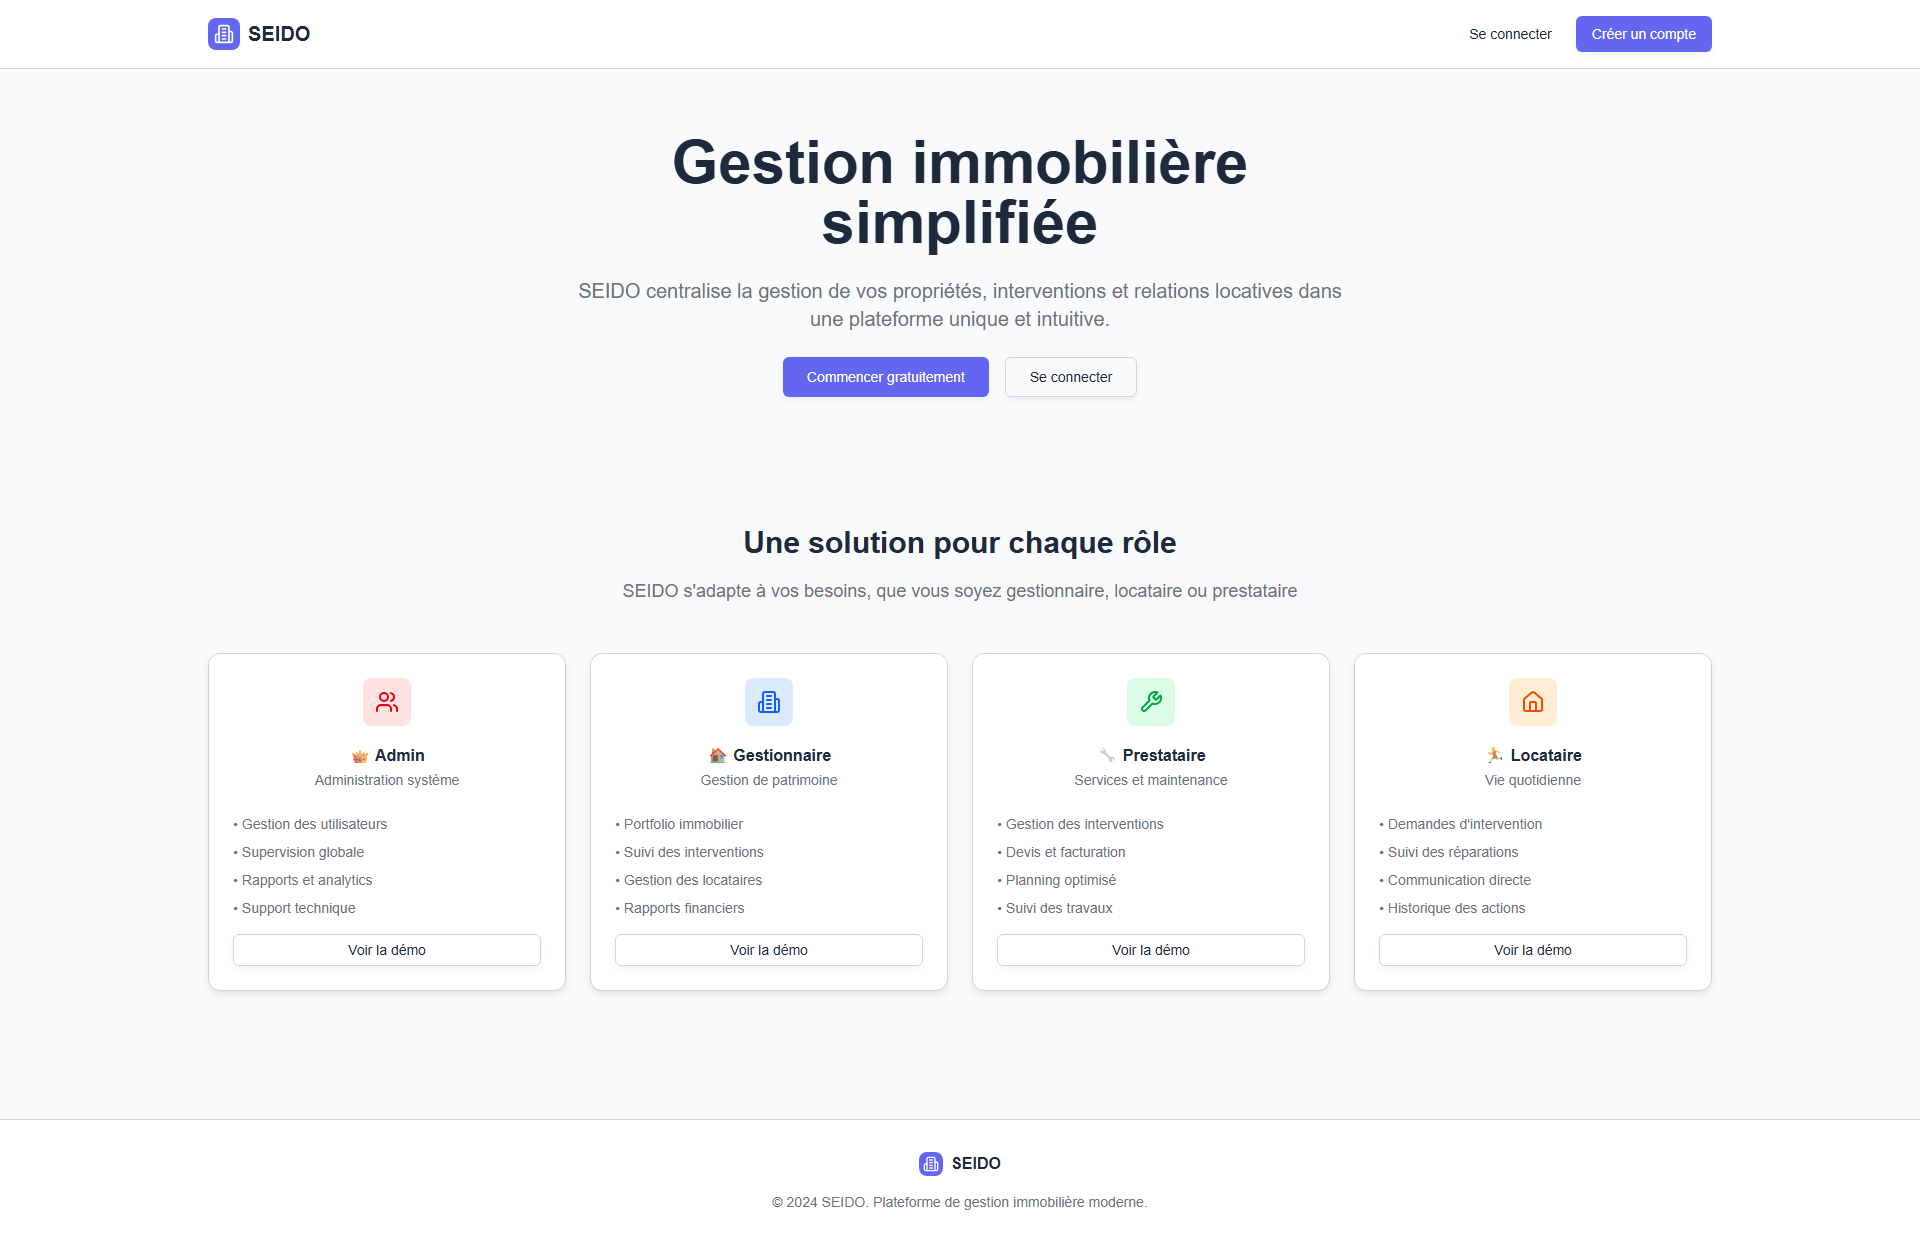 SEIDO
Se connecter
Créer un compte
Gestion immobilière
simplifiée
SEIDO centralise la gestion de vos propriétés, interventions et relations locatives dans
une plateforme unique et intuitive.
Commencer gratuitement
Se connecter
Une solution pour chaque rôle
SEIDO s'adapte à vos besoins, que vous soyez gestionnaire, locataire ou prestataire
👑 Admin
Administration système
• Gestion des utilisateurs
• Supervision globale
• Rapports et analytics
• Support technique
Voir la démo
🏠 Gestionnaire
Gestion de patrimoine
• Portfolio immobilier
• Suivi des interventions
• Gestion des locataires
• Rapports financiers
Voir la démo
🔧 Prestataire
Services et maintenance
• Gestion des interventions
• Devis et facturation
• Planning optimisé
• Suivi des travaux
Voir la démo
🏃 Locataire
Vie quotidienne
• Demandes d'intervention
• Suivi des réparations
• Communication directe
• Historique des actions
Voir la démo
SEIDO
© 2024 SEIDO. Plateforme de gestion immobilière moderne.